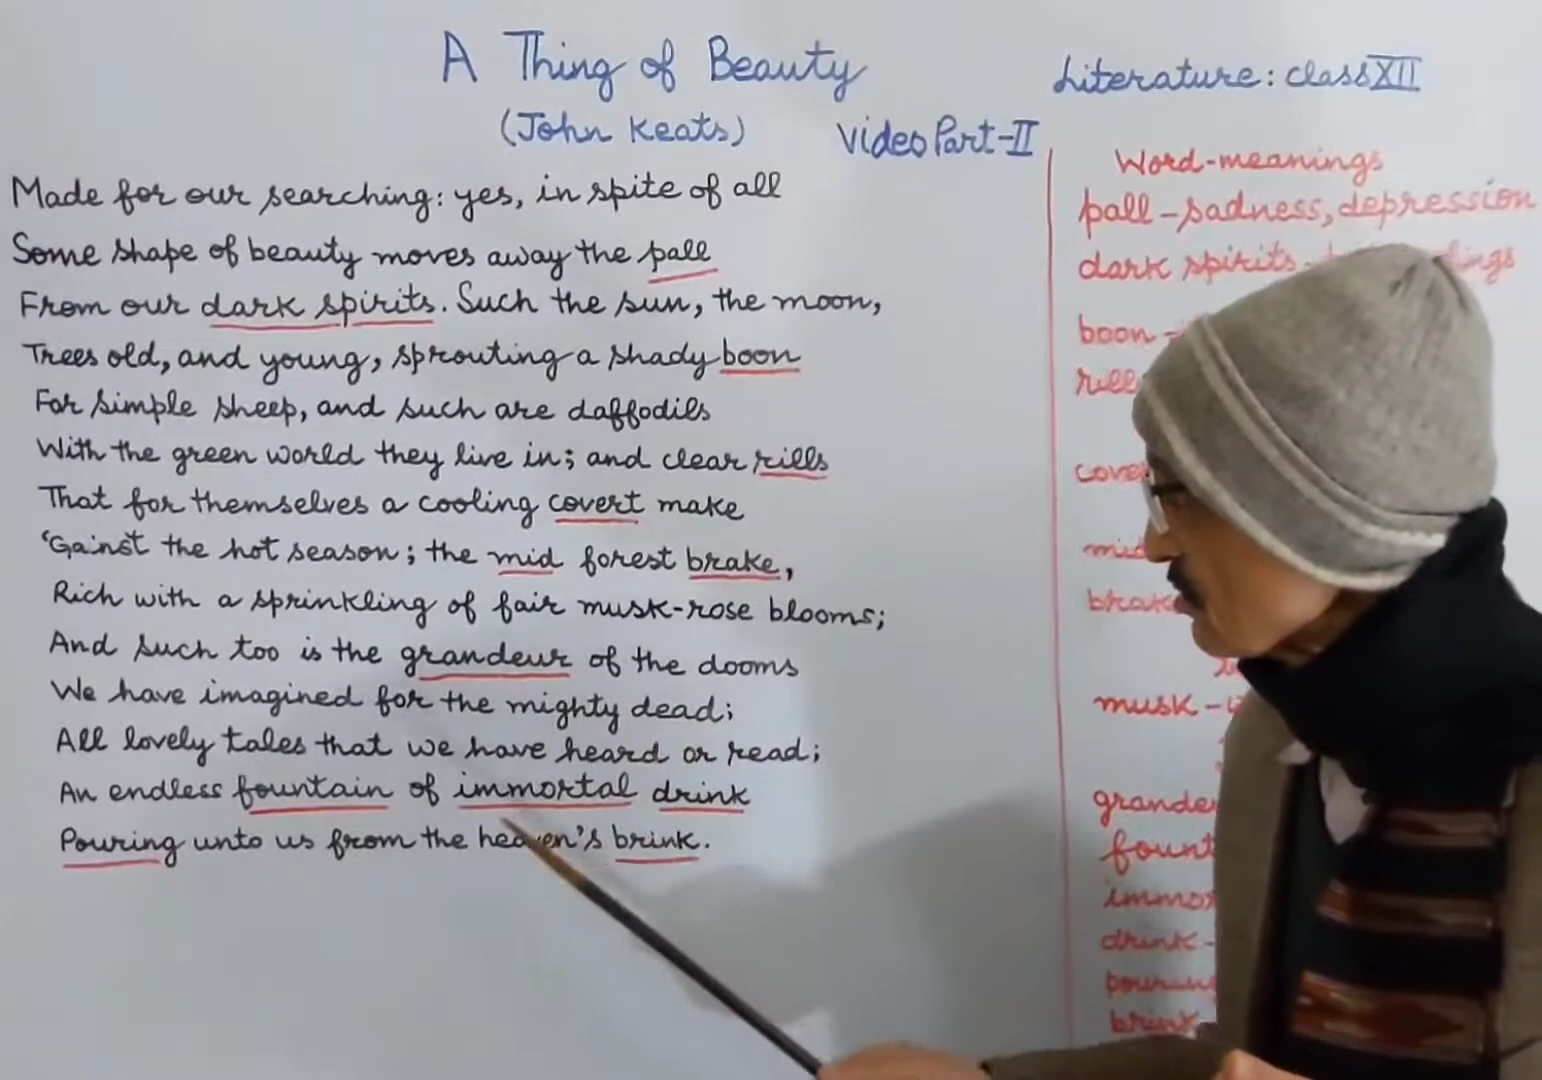 A Thing of Beauty
Literature: class XII
(John Keats)
Video Part-II
Made for our searching: yes, in spite of all
Some shape of beauty moves away the pall
From our dark spirits. Such the sun, the moon,
Trees old, and young, sprouting a shady boon
For simple sheep, and such are daffodils
With the green world they live in; and clear rills
That for themselves a cooling covert make
'Gainst the hot season; the mid forest brake,
Rich with a sprinkling of fair musk-rose blooms;
And such too is the grandeur of the dooms
We have imagined for the mighty dead;
All lovely tales that we have heard or read;
An endless fountain of immortal drink
Pouring unto us from the heaven's brink.
Word-meanings
pall - sadness, depression
dark spirits -
boon -
musk -
drink -
brink -